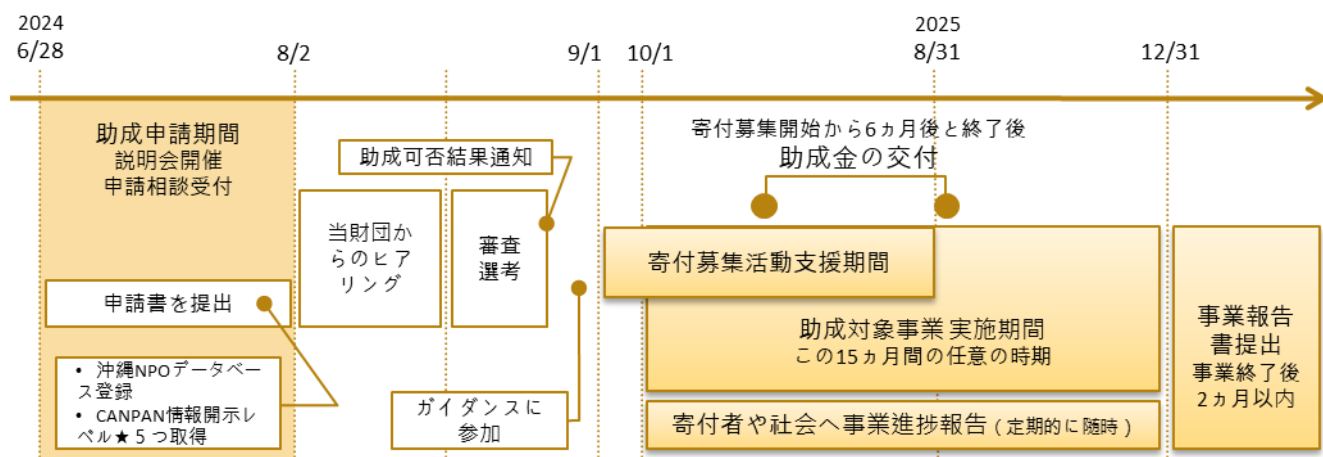 2024
6/28
8/2
9/1
10/1
2025
8/31
12/31
助成申請期間
説明会開催
申請相談受付
申請書を提出
• 沖縄NPOデータベー
ス登録
• CANPAN情報開示レ
ベル★５つ取得
助成可否結果通知
当財団か
らのヒア
リング
審査
選考
ガイダンスに
参加
寄付募集開始から6ヵ月後と終了後
助成金の交付
寄付募集活動支援期間
助成対象事業 実施期間
この15ヵ月間の任意の時期
寄付者や社会へ事業進捗報告（定期的に随時）
事業報告
書提出
事業終了後
2ヵ月以内